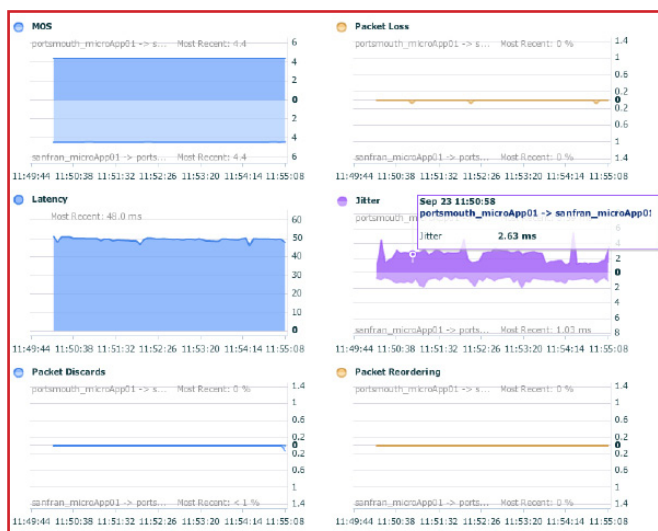 MOS
portsmouth_microApp01 -> s... Most Recent: 4.4
6
4
2
0
2
4
6
sanfran_microApp01 -> ports... Most Recent: 4.4
11:49:44 11:50:38 11:51:32 11:52:26 11:53:20 11:54:14 11:55:08
Packet Loss
portsmouth_microApp01 -> s... Most Recent: 0 %
1.4
1.2
0.6
0.2
0
0.2
0.6
1.2
1.4
sanfran_microApp01 -> ports... Most Recent: 0 %
11:49:44 11:50:38 11:51:32 11:52:26 11:53:20 11:54:14 11:55:08
Latency
Most Recent: 48.0 ms
60
50
40
30
20
10
0
11:49:44 11:50:38 11:51:32 11:52:26 11:53:20 11:54:14 11:55:08
Jitter
Sep 23 11:50:58
portsmouth_microApp01 -> sanfran_microApp01
Jitter 2.63 ms
portsmouth_m
6
4
2
0
2
4
6
8
sanfran_microApp01 -> ports... Most Recent: 1.03 ms
11:49:44 11:50:38 11:51:32 11:52:26 11:53:20 11:54:14 11:55:08
Packet Discards
portsmouth_microApp01 -> s... Most Recent: 0 %
1.4
1.2
0.6
0.2
0
0.2
0.6
1.2
1.4
sanfran_microApp01 -> ports... Most Recent: < 1 %
11:49:44 11:50:38 11:51:32 11:52:26 11:53:20 11:54:14 11:55:08
Packet Reordering
portsmouth_microApp01 -> s... Most Recent: 0 %
1.4
1.2
0.6
0.2
0
0.2
0.6
1.2
1.4
sanfran_microApp01 -> ports... Most Recent: 0 %
11:49:44 11:50:38 11:51:32 11:52:26 11:53:20 11:54:14 11:55:08